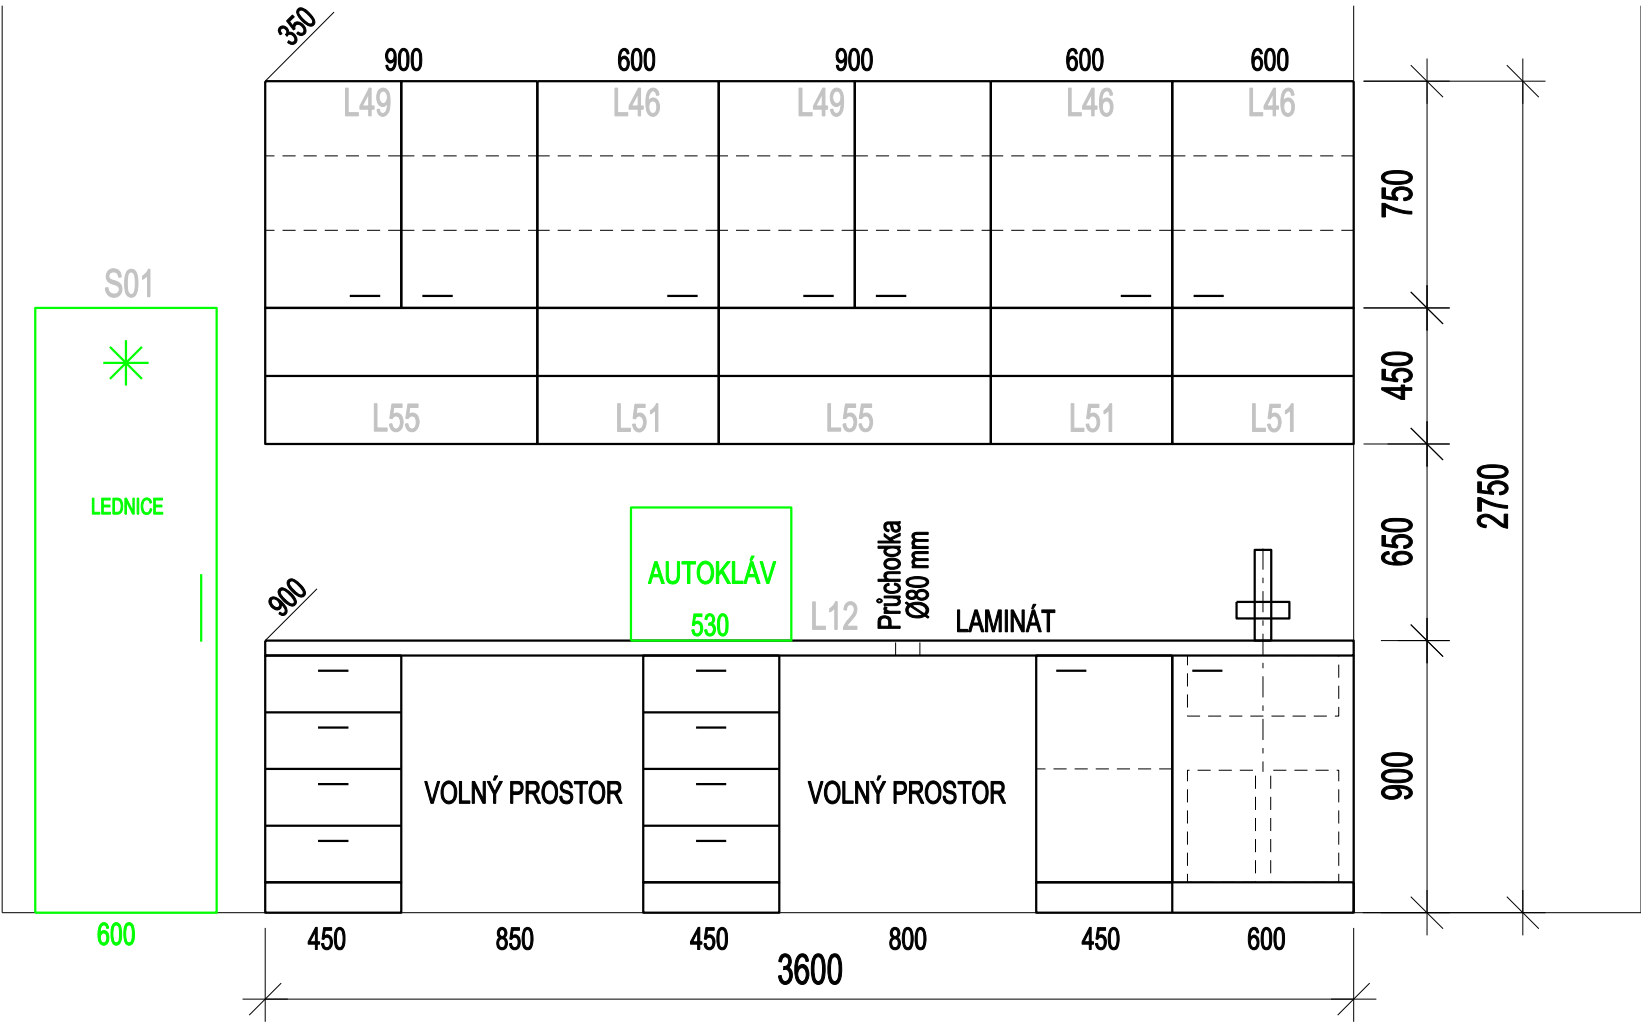 350
900 600 900 600 600
L49 L46 L49 L46 L46
750
S01
450
L55 L51 L55 L51 L51
LEDNICE
2750
650
900
AUTOKLÁV
530
L12
Průchodka
Ø80 mm
LAMINÁT
900
VOLNÝ PROSTOR VOLNÝ PROSTOR
600
450 850 450 800 450 600
3600